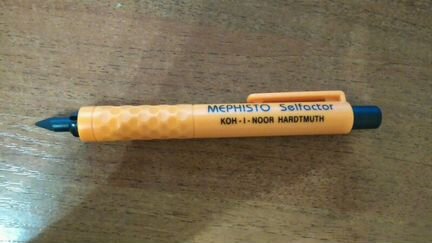 MEPHISTO Selfactor
KOH-I-NOOR HARDTMUTH